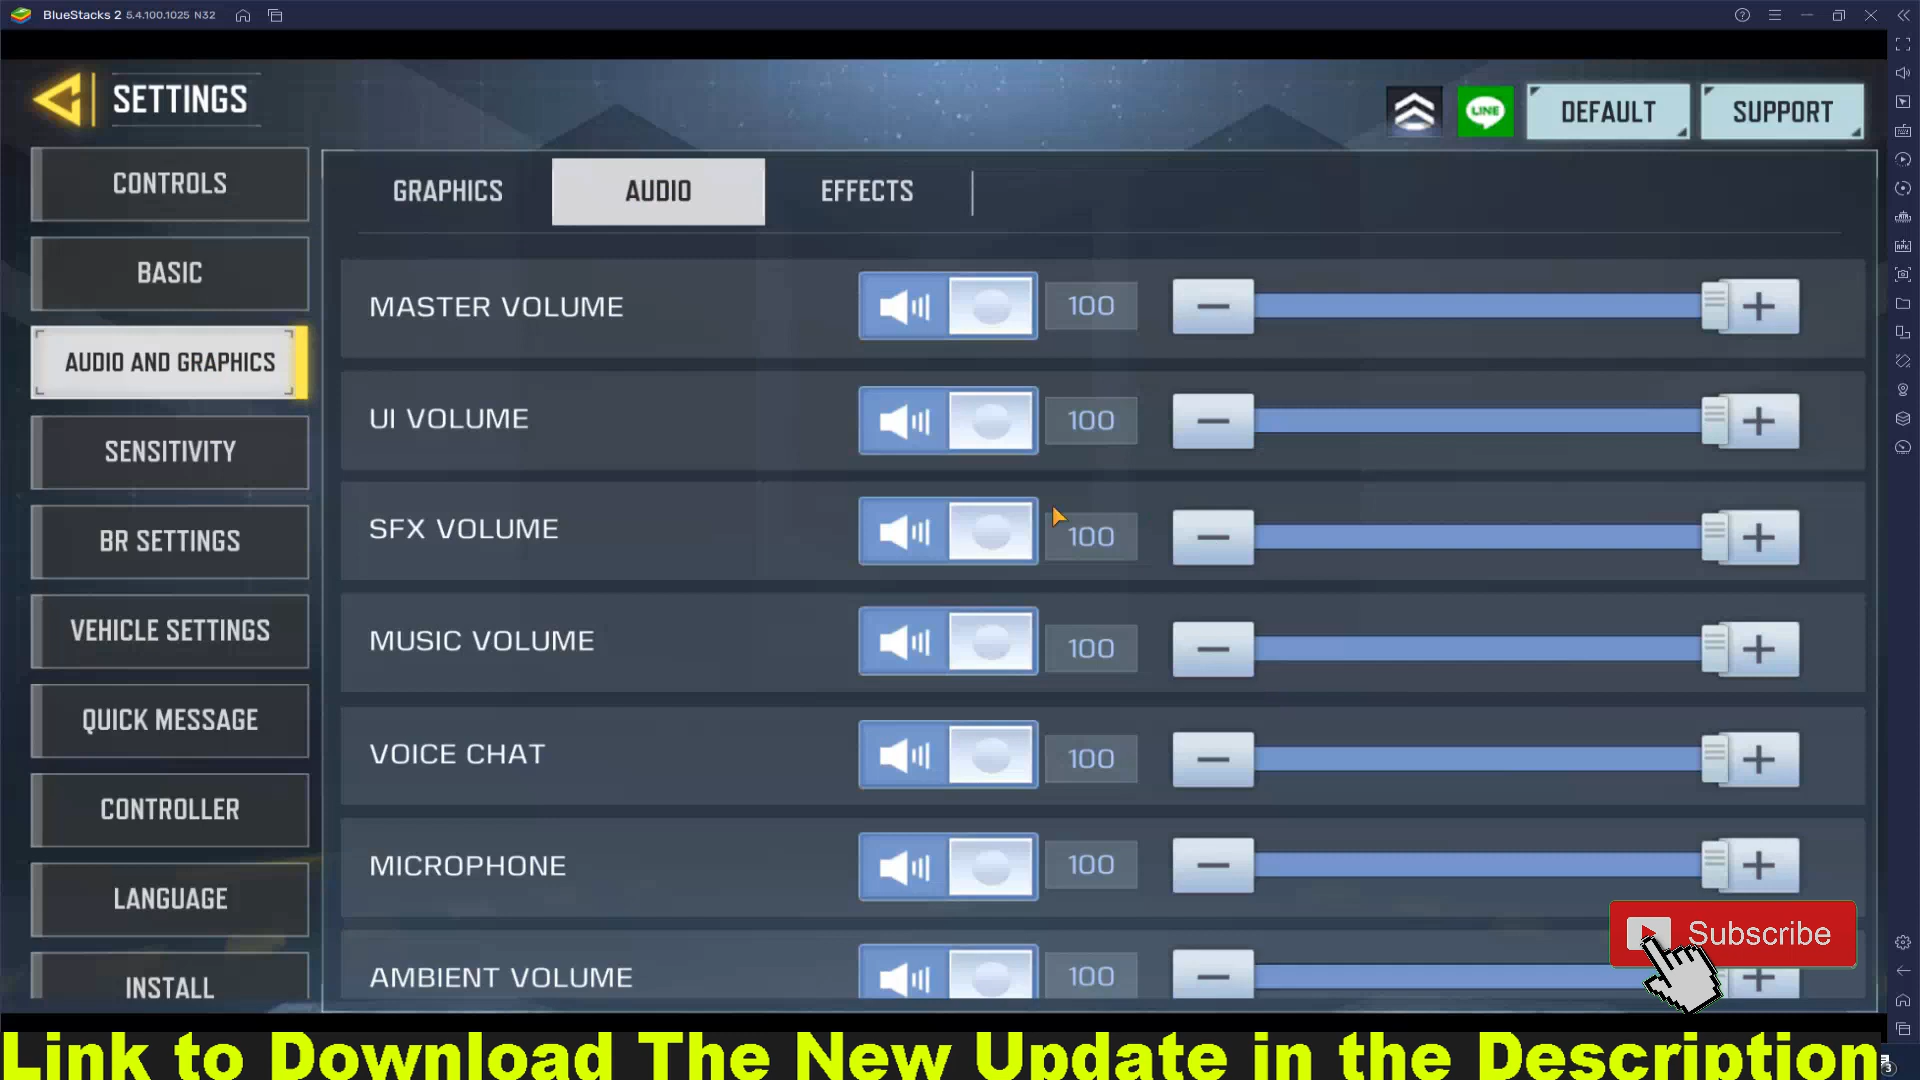 BlueStacks 2 5.4.100.1025 N32
SETTINGS
LINE
DEFAULT
SUPPORT
CONTROLS
BASIC
AUDIO AND GRAPHICS
SENSITIVITY
BR SETTINGS
VEHICLE SETTINGS
QUICK MESSAGE
CONTROLLER
LANGUAGE
INSTALL
GRAPHICS
AUDIO
EFFECTS
MASTER VOLUME 100
UI VOLUME 100
SFX VOLUME 100
MUSIC VOLUME 100
VOICE CHAT 100
MICROPHONE 100
AMBIENT VOLUME 100
Subscribe
Link to Download The New Update in the Description
3